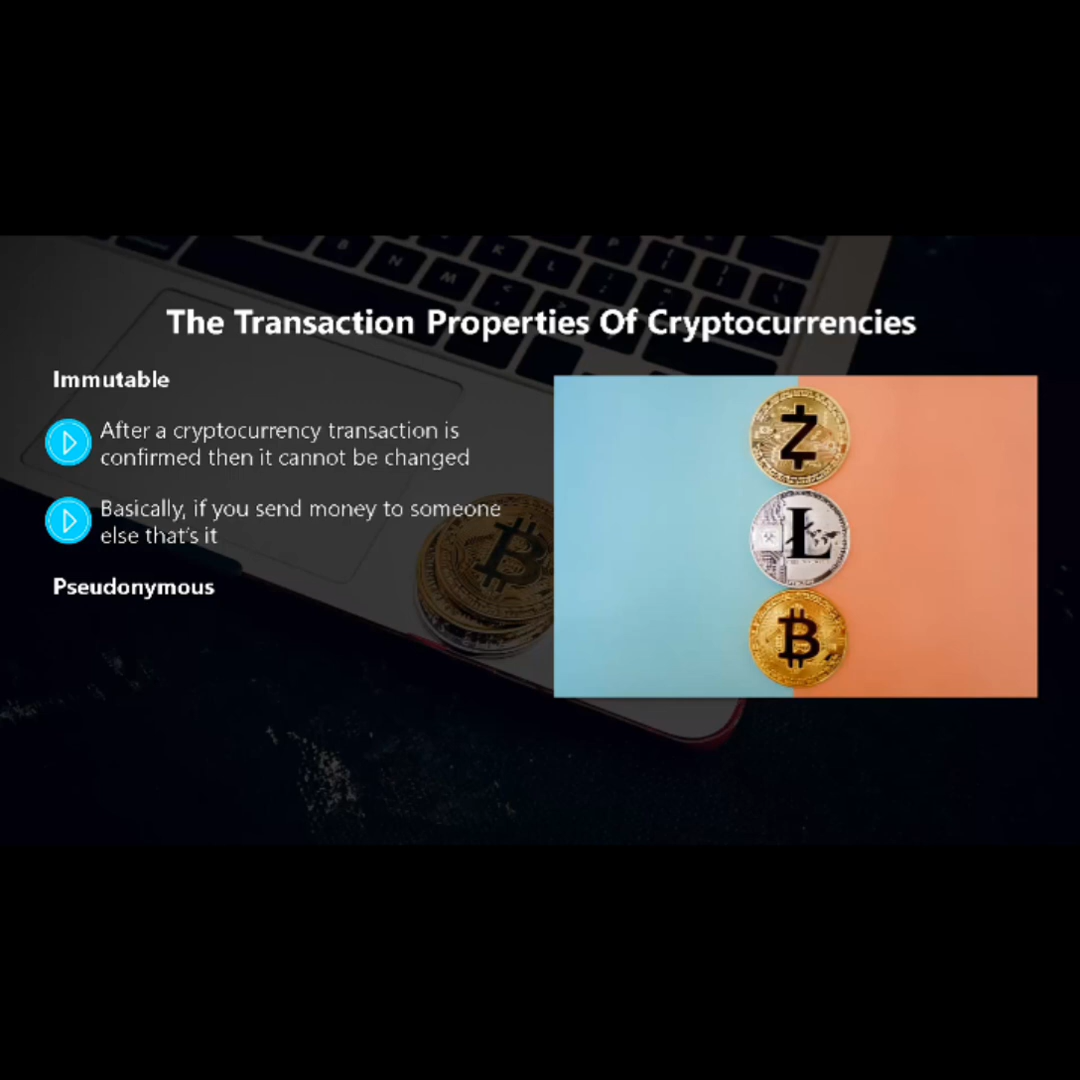 The Transaction Properties Of Cryptocurrencies
Immutable
After a cryptocurrency transaction is
confirmed then it cannot be changed
Basically, if you send money to someone
else that's it
Pseudonymous